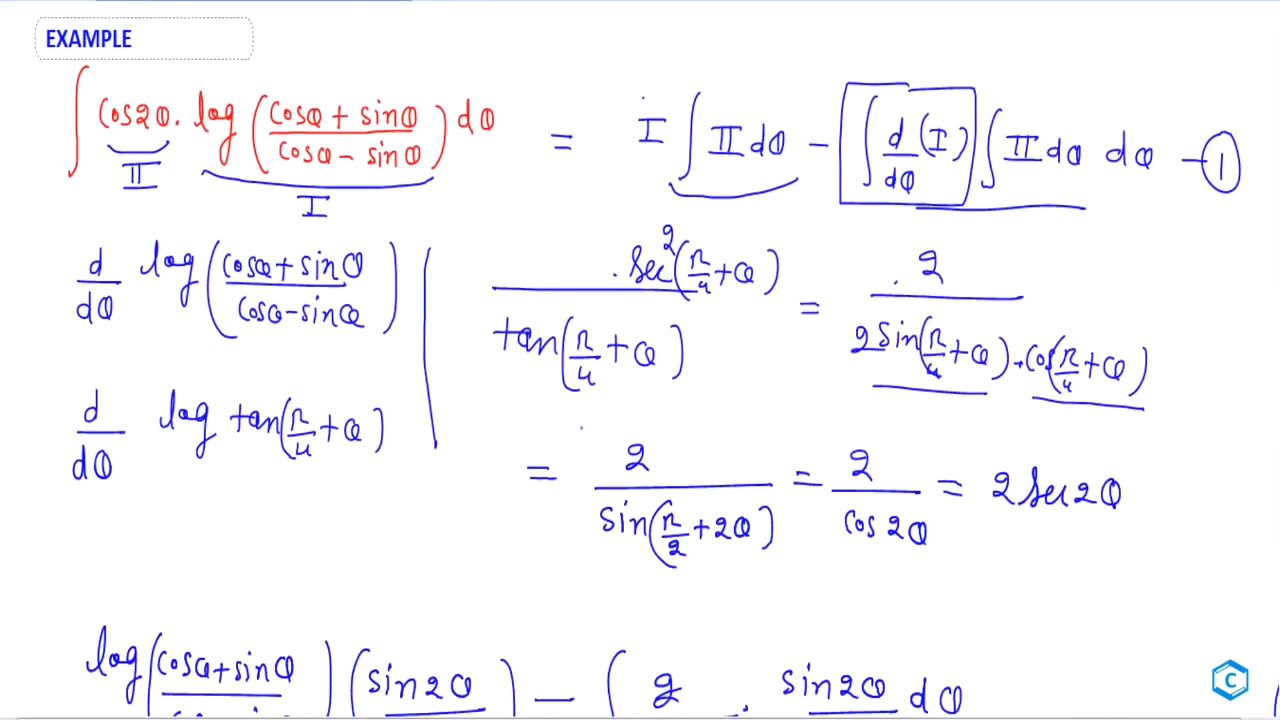 EXAMPLE
∫ cos2θ. log (cosθ + sinθ / cosθ - sinθ) dθ = I ∫ II dθ - ∫ d/dθ (I) ∫ II dθ dθ - 1
II
I
d/dθ log (cosθ + sinθ / cosθ - sinθ)
. sec²(π/4 + θ) / tan(π/4 + θ) = . 2 / 2 sin(π/4 + θ) . cos(π/4 + θ)
d/dθ log tan(π/4 + θ)
= 2 / sin(π/2 + 2θ) = 2 / cos 2θ = 2 sec 2θ
log (cosθ + sinθ) (sin2θ) - ( 2 . sin2θ dθ
C